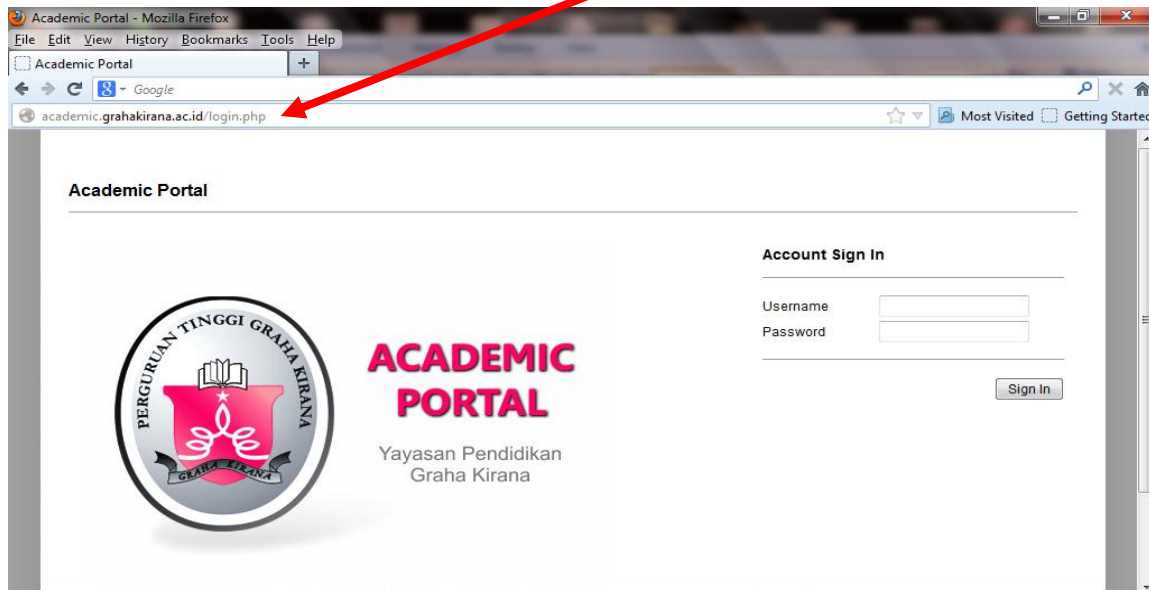 Academic Portal - Mozilla Firefox
File Edit View History Bookmarks Tools Help
Academic Portal +
8 Google
academic.grahakirana.ac.id/login.php Most Visited Getting Started
Academic Portal
Account Sign In
Username
Password
Sign In
PERGURUAN TINGGI GRAHA KIRANA
GRAHA KIRANA
ACADEMIC
PORTAL
Yayasan Pendidikan
Graha Kirana